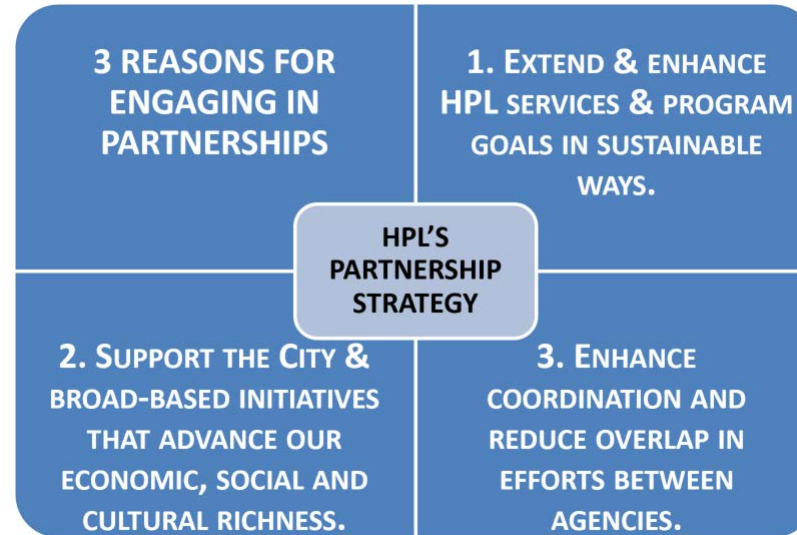 3 REASONS FOR
ENGAGING IN
PARTNERSHIPS
1. EXTEND & ENHANCE
HPL SERVICES & PROGRAM
GOALS IN SUSTAINABLE
WAYS.
HPL'S
PARTNERSHIP
STRATEGY
2. SUPPORT THE CITY &
BROAD-BASED INITIATIVES
THAT ADVANCE OUR
ECONOMIC, SOCIAL AND
CULTURAL RICHNESS.
3. ENHANCE
COORDINATION AND
REDUCE OVERLAP IN
EFFORTS BETWEEN
AGENCIES.